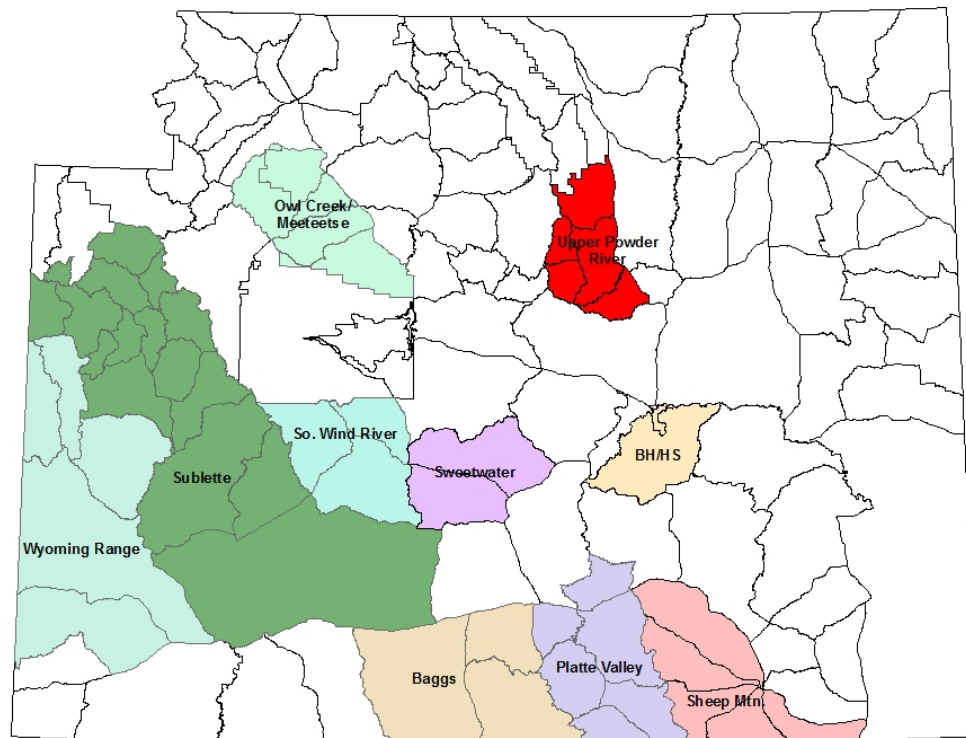 Owl Creek/
Meeteetse
Upper Powder
River
So. Wind River
BH/HS
Sweetwater
Sublette
Wyoming Range
Platte Valley
Baggs
Sheep Mtn.